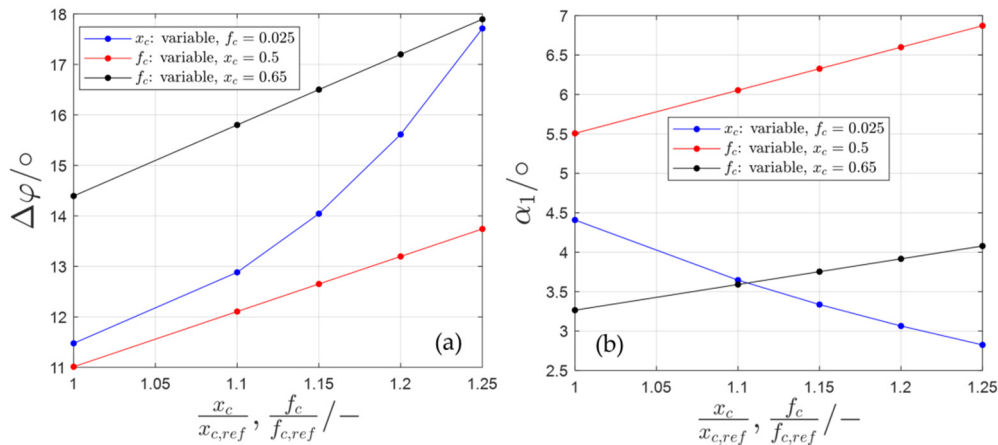 18
17
16
15
14
13
12
11
Δφ/○
x_c: variable, f_c = 0.025
f_c: variable, x_c = 0.5
f_c: variable, x_c = 0.65
(a)
1 1.05 1.1 1.15 1.2 1.25
x_c/x_{c,ref}, f_c/f_{c,ref}/−
7
6.5
6
5.5
5
4.5
4
3.5
3
2.5
α_1/○
x_c: variable, f_c = 0.025
f_c: variable, x_c = 0.5
f_c: variable, x_c = 0.65
(b)
1 1.05 1.1 1.15 1.2 1.25
x_c/x_{c,ref}, f_c/f_{c,ref}/−